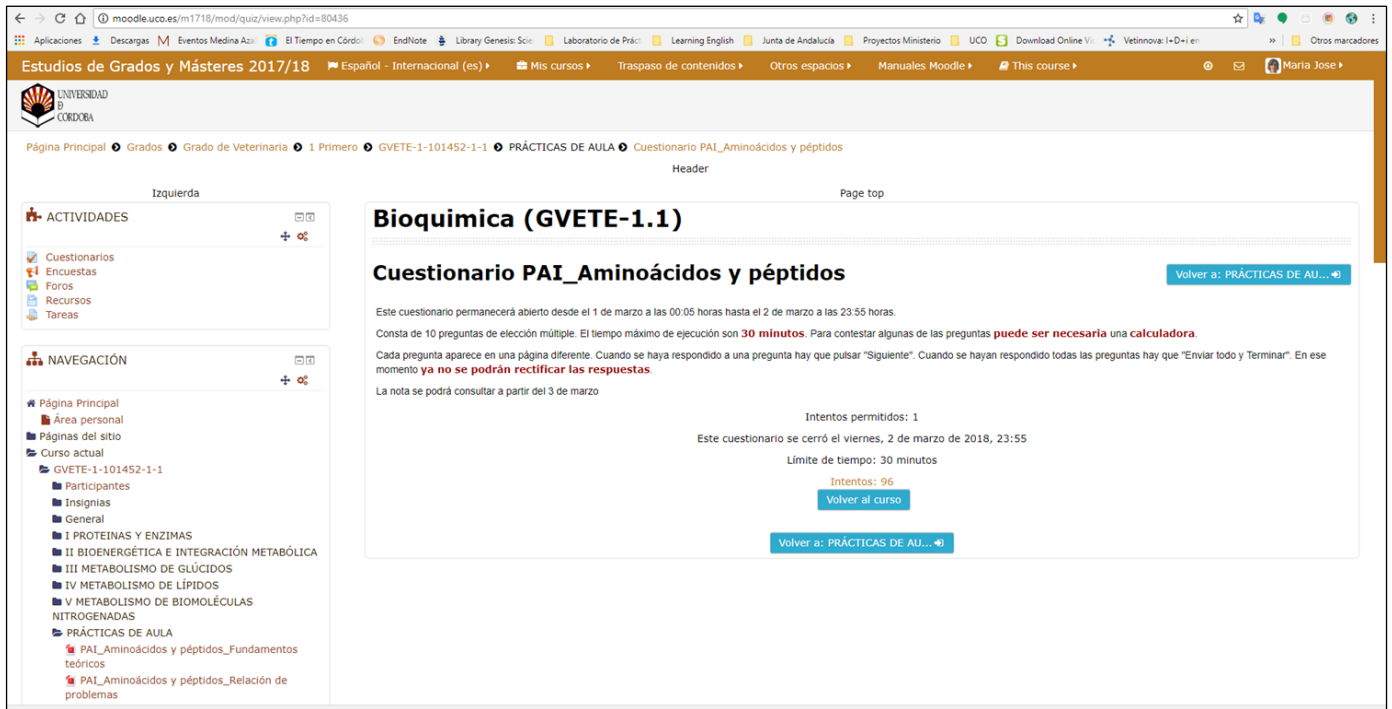 moodle.uco.es/m1718/mod/quiz/view.php?id=80436
Aplicaciones Descargas Eventos Medina Aza El Tiempo en Córdo EndNote Library Genesis: Scie Laboratorio de Práct Learning English Junta de Andalucía Proyectos Ministerio UCO Download Online Vi Vetinnova: I+D+i en » Otros marcadores
Estudios de Grados y Másteres 2017/18 Español - Internacional (es) Mis cursos Traspaso de contenidos Otros espacios Manuales Moodle This course Maria Jose
UNIVERSIDAD
D
CORDOBA
Página Principal Grados Grado de Veterinaria 1 Primero GVETE-1-101452-1-1 PRÁCTICAS DE AULA Cuestionario PAI_Aminoácidos y péptidos
Header
Izquierda
Page top
ACTIVIDADES
Cuestionarios
Encuestas
Foros
Recursos
Tareas
NAVEGACIÓN
Página Principal
Área personal
Páginas del sitio
Curso actual
GVETE-1-101452-1-1
Participantes
Insignias
General
I PROTEINAS Y ENZIMAS
II BIOENERGÉTICA E INTEGRACIÓN METABÓLICA
III METABOLISMO DE GLÚCIDOS
IV METABOLISMO DE LÍPIDOS
V METABOLISMO DE BIOMOLÉCULAS
NITROGENADAS
PRÁCTICAS DE AULA
PAI_Aminoácidos y péptidos_Fundamentos
teóricos
PAI_Aminoácidos y péptidos_Relación de
problemas
Bioquimica (GVETE-1.1)
Cuestionario PAI_Aminoácidos y péptidos
Volver a: PRÁCTICAS DE AU...
Este cuestionario permanecerá abierto desde el 1 de marzo a las 00:05 horas hasta el 2 de marzo a las 23:55 horas.
Consta de 10 preguntas de elección múltiple. El tiempo máximo de ejecución son 30 minutos. Para contestar algunas de las preguntas puede ser necesaria una calculadora.
Cada pregunta aparece en una página diferente. Cuando se haya respondido a una pregunta hay que pulsar "Siguiente". Cuando se hayan respondido todas las preguntas hay que "Enviar todo y Terminar". En ese
momento ya no se podrán rectificar las respuestas.
La nota se podrá consultar a partir del 3 de marzo
Intentos permitidos: 1
Este cuestionario se cerró el viernes, 2 de marzo de 2018, 23:55
Límite de tiempo: 30 minutos
Intentos: 96
Volver al curso
Volver a: PRÁCTICAS DE AU...